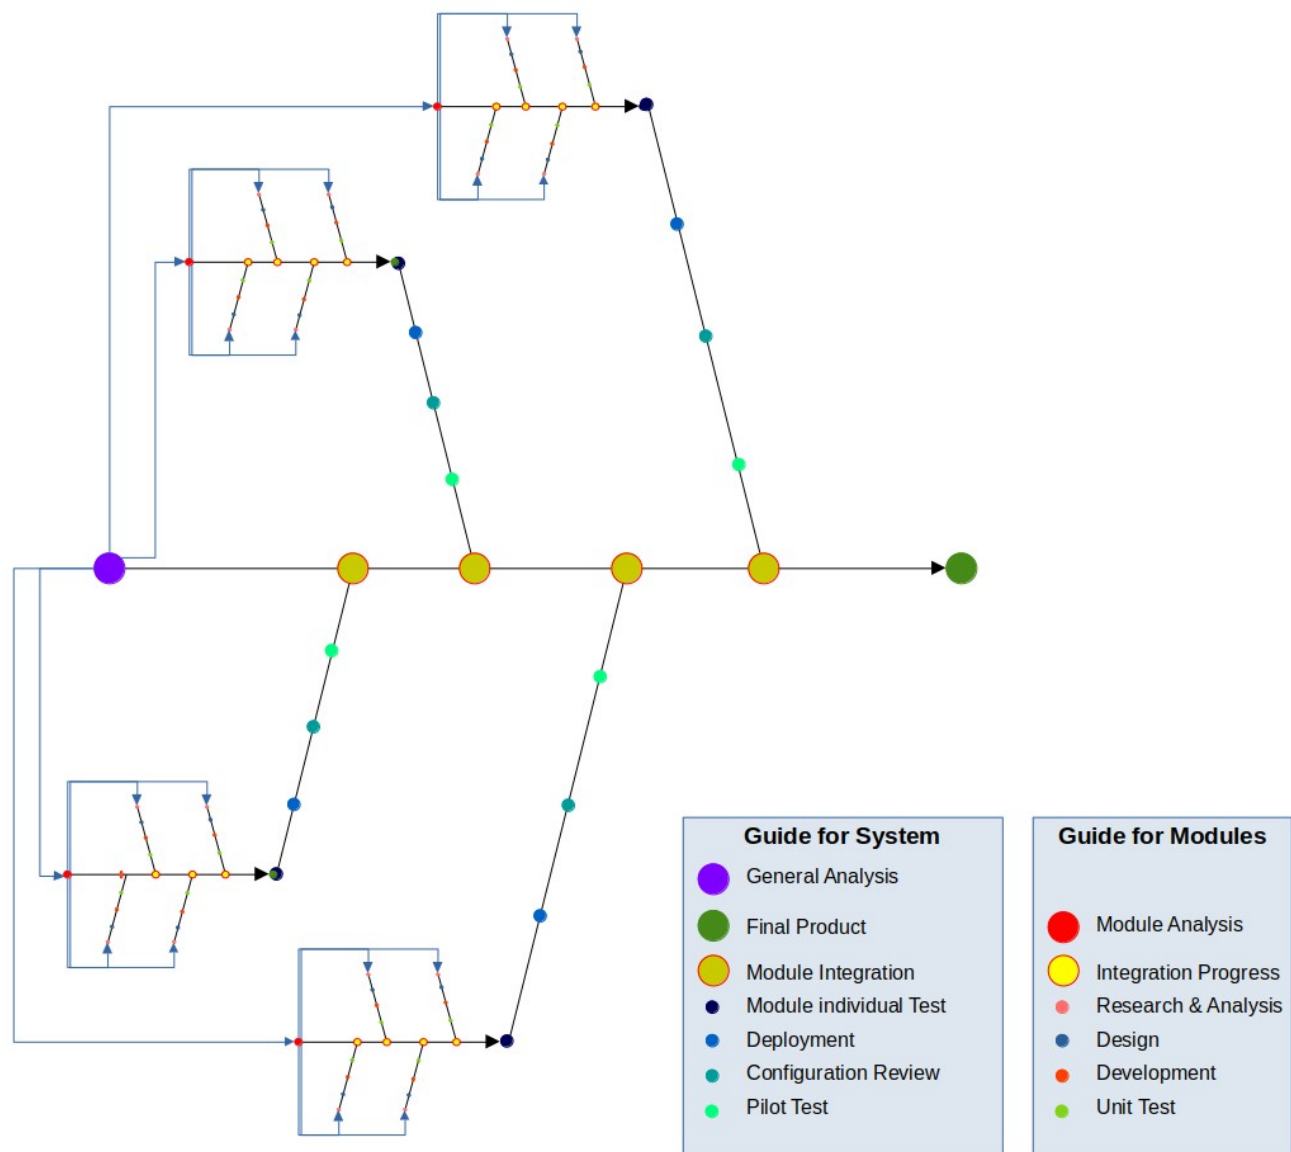 Guide for System
General Analysis
Final Product
Module Integration
Module individual Test
Deployment
Configuration Review
Pilot Test
Guide for Modules
Module Analysis
Integration Progress
Research & Analysis
Design
Development
Unit Test